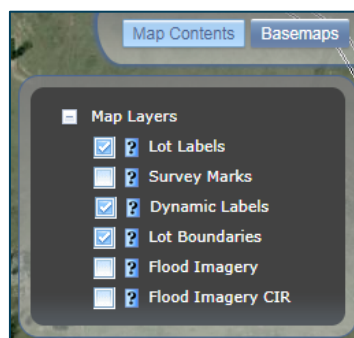 Map Contents Basemaps
Map Layers
? Lot Labels
? Survey Marks
? Dynamic Labels
? Lot Boundaries
? Flood Imagery
? Flood Imagery CIR